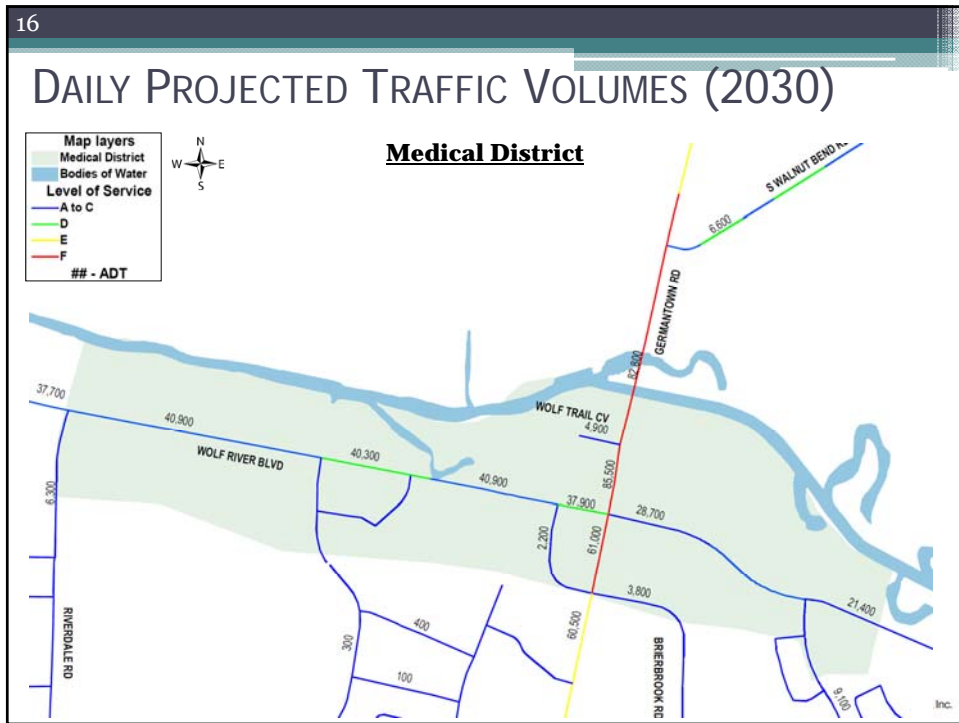 16
DAILY PROJECTED TRAFFIC VOLUMES (2030)
Map layers
Medical District
Bodies of Water
Level of Service
A to C
D
E
F
## - ADT
N
W E
S
Medical District
S WALNUT BEND R
6,600
GERMANTOWN RD
82,800
37,700
40,900
WOLF TRAIL CV
4,900
WOLF RIVER BLVD
40,300
40,900
85,500
37,900
28,700
6,300
2,200
61,000
3,800
21,400
RIVERDALE RD
400
300
100
60,500
BRIERBROOK RD
9,100
Inc.